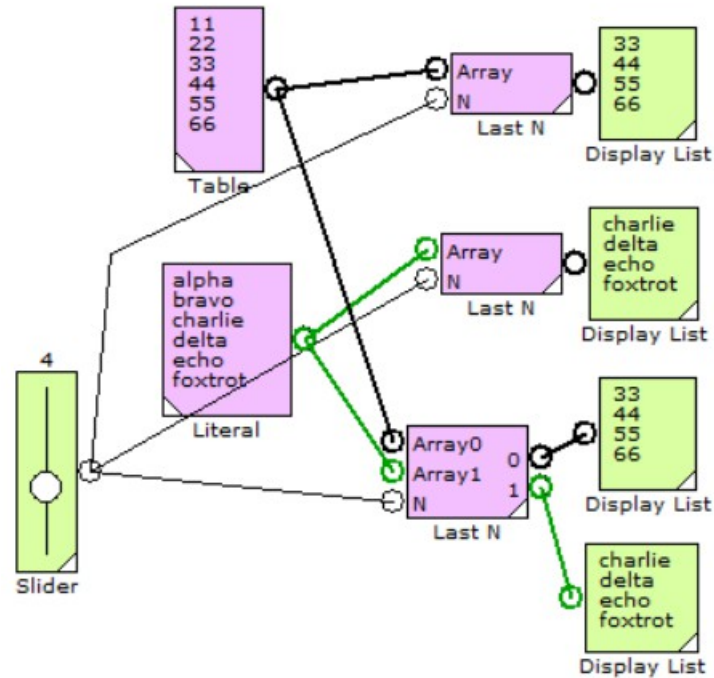 11
22
33
44
55
66
Table
Array
N
Last N
33
44
55
66
Display List
alpha
bravo
charlie
delta
echo
foxtrot
Literal
Array
N
Last N
charlie
delta
echo
foxtrot
Display List
4
Slider
Array0
Array1
N
0
1
Last N
33
44
55
66
Display List
charlie
delta
echo
foxtrot
Display List